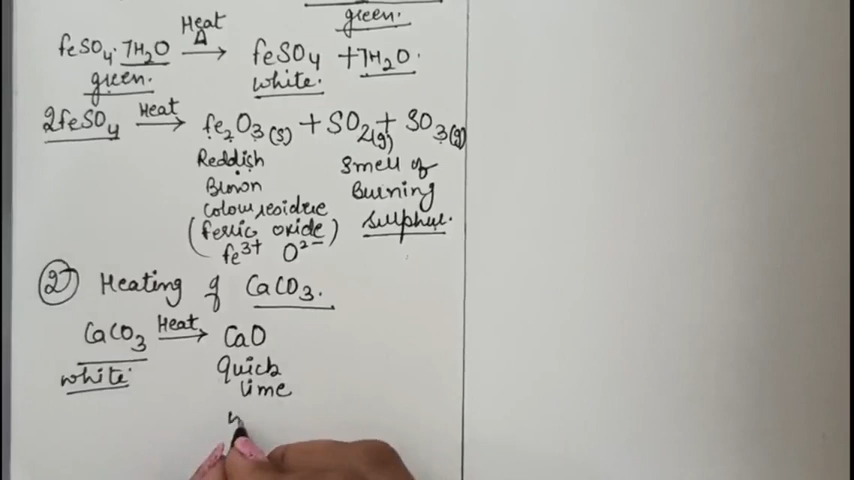 green.
FeSO4·7H2O Heat Δ → FeSO4 + 7H2O.
green. white.
2FeSO4 Heat → Fe2O3(s) + SO2(g) + SO3(g)
Reddish Smell of
Brown Burning
colour residue sulphur.
(ferric oxide)
Fe3+ O2−
② Heating of CaCO3.
CaCO3 Heat → CaO
white quick
lime